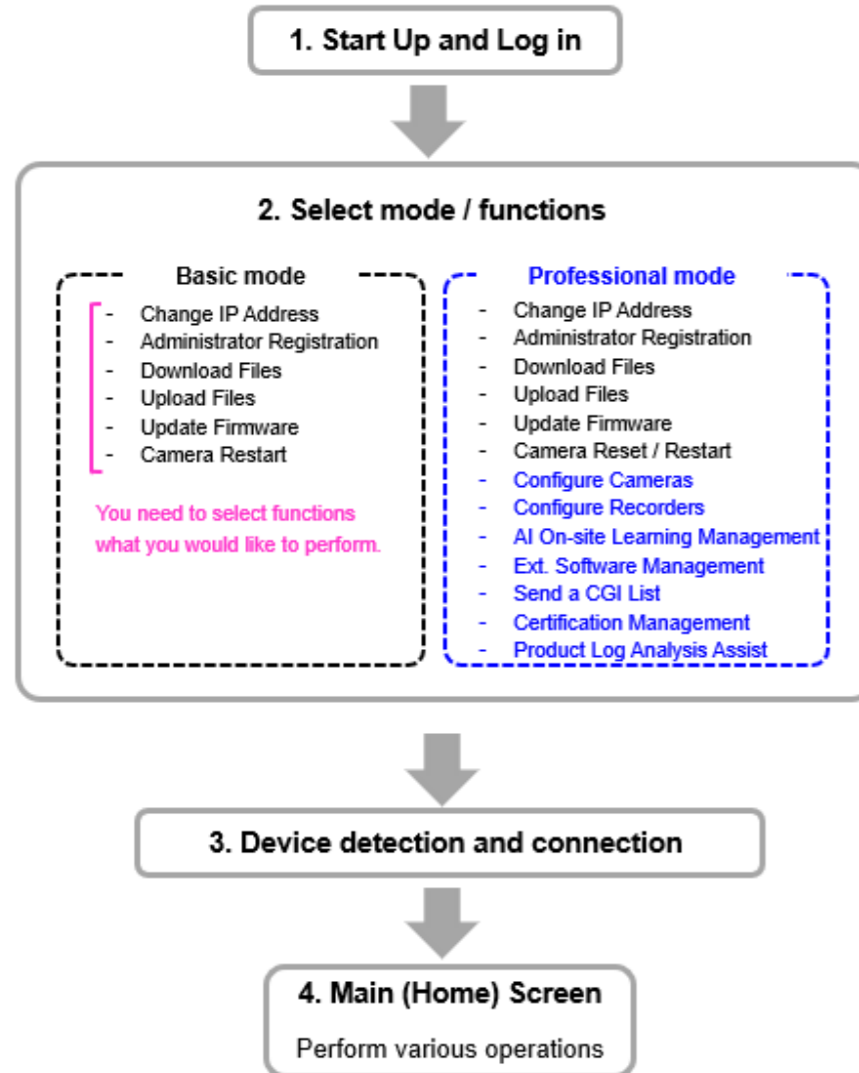 1. Start Up and Log in
2. Select mode / functions
Basic mode
- Change IP Address
- Administrator Registration
- Download Files
- Upload Files
- Update Firmware
- Camera Restart
You need to select functions
what you would like to perform.
Professional mode
- Change IP Address
- Administrator Registration
- Download Files
- Upload Files
- Update Firmware
- Camera Reset / Restart
- Configure Cameras
- Configure Recorders
- AI On-site Learning Management
- Ext. Software Management
- Send a CGI List
- Certification Management
- Product Log Analysis Assist
3. Device detection and connection
4. Main (Home) Screen
Perform various operations